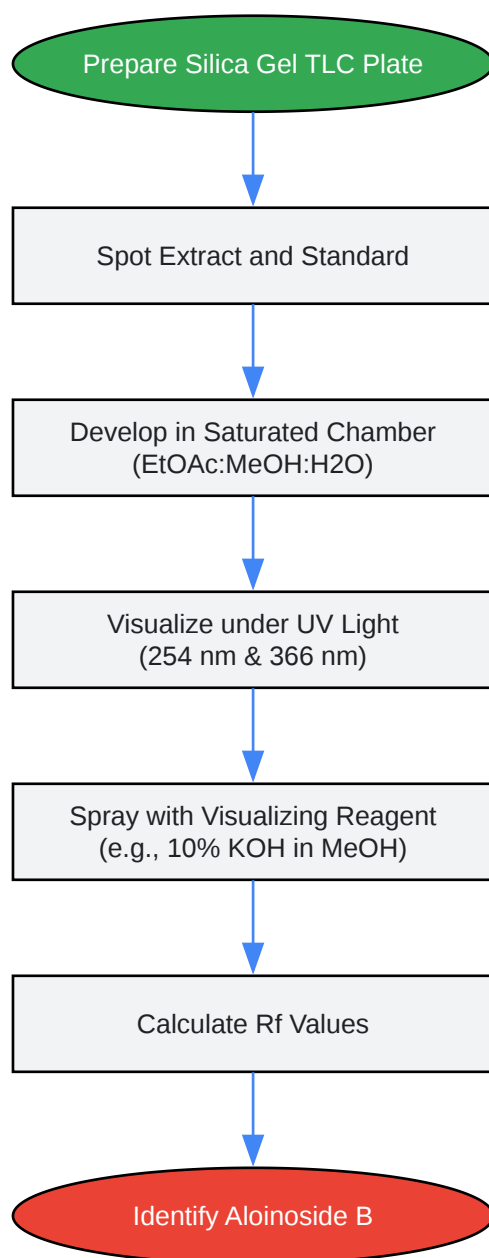 Prepare Silica Gel TLC Plate
Spot Extract and Standard
Develop in Saturated Chamber
(EtOAc:MeOH:H2O)
Visualize under UV Light
(254 nm & 366 nm)
Spray with Visualizing Reagent
(e.g., 10% KOH in MeOH)
Calculate Rf Values
Identify Aloinoside B